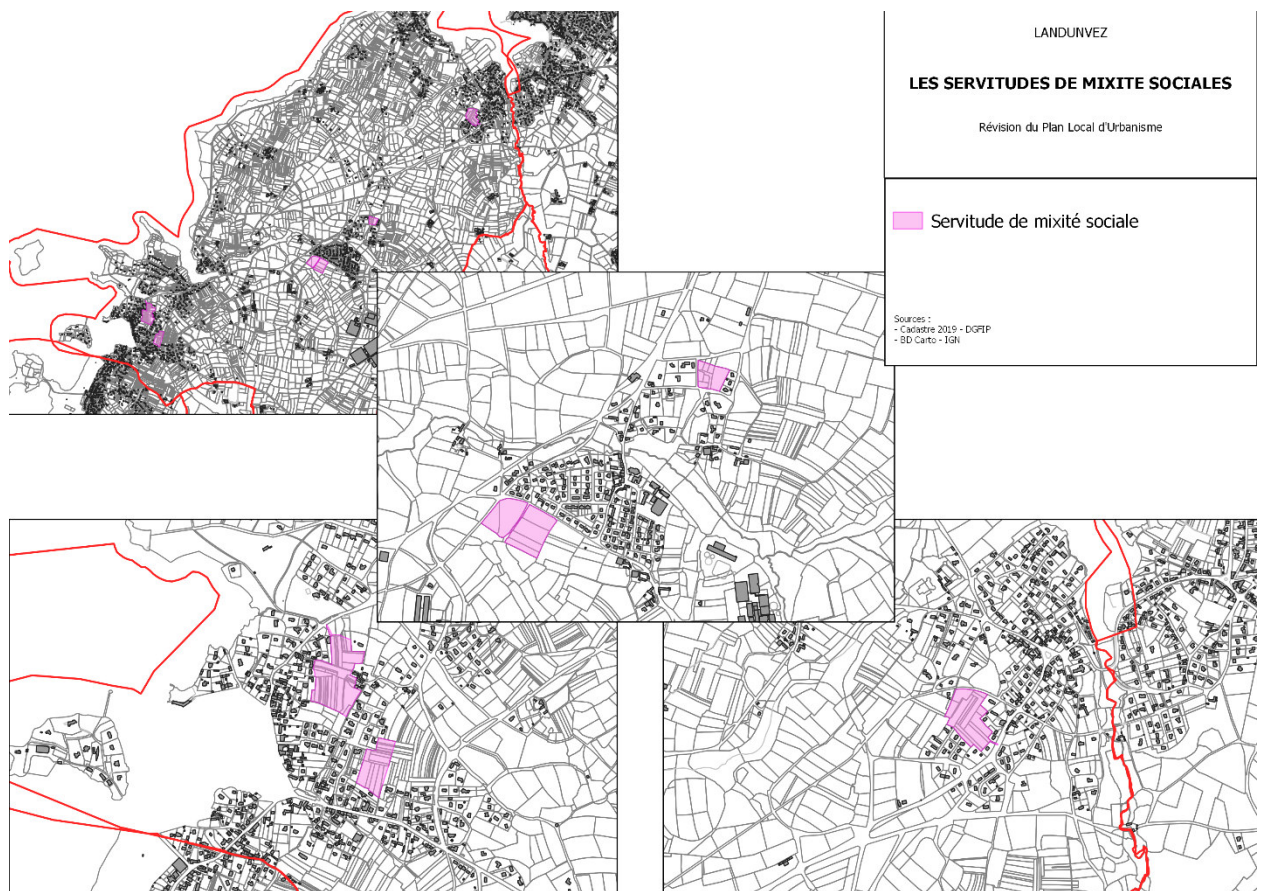 LANDUNVEZ
LES SERVITUDES DE MIXITE SOCIALES
Révision du Plan Local d'Urbanisme
Servitude de mixité sociale
Sources :
- Cadastre 2019 - DGFIP
- BD Carto - IGN